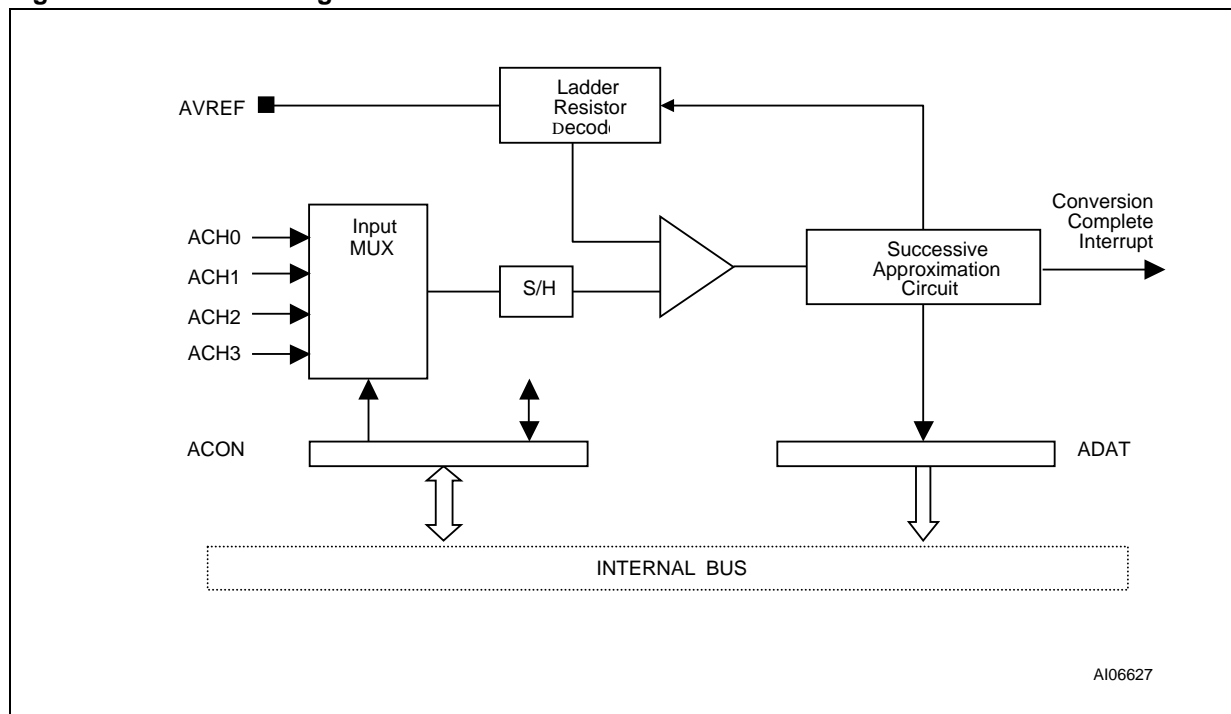 AVREF
Ladder
Resistor
Decod
ACH0
ACH1
ACH2
ACH3
Input
MUX
S/H
Successive
Approximation
Circuit
Conversion
Complete
Interrupt
ACON
ADAT
INTERNAL BUS
AI06627